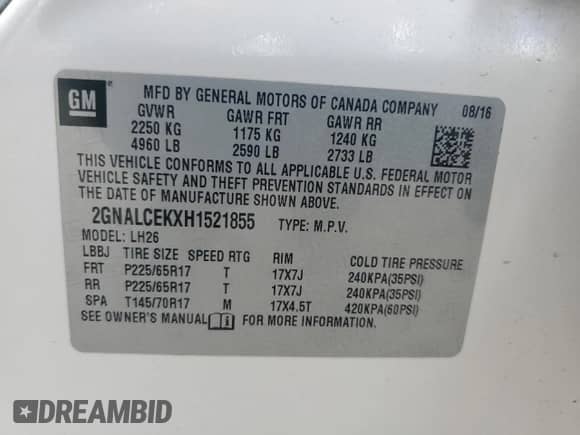 GM
MFD BY GENERAL MOTORS OF CANADA COMPANY 08/16
GVWR GAWR FRT GAWR RR
2250 KG 1175 KG 1240 KG
4960 LB 2590 LB 2733 LB
THIS VEHICLE CONFORMS TO ALL APPLICABLE U.S. FEDERAL MOTOR
VEHICLE SAFETY AND THEFT PREVENTION STANDARDS IN EFFECT ON
THE DATE OF MANUFACTURE SHOWN ABOVE.
2GNALCEKXH1521855 TYPE: M.P.V.
MODEL: LH26
LBBJ TIRE SIZE SPEED RTG RIM COLD TIRE PRESSURE
FRT P225/65R17 T 17X7J 240KPA(35PSI)
RR P225/65R17 T 17X7J 240KPA(35PSI)
SPA T145/70R17 M 17X4.5T 420KPA(60PSI)
SEE OWNER'S MANUAL FOR MORE INFORMATION.
DREAMBID